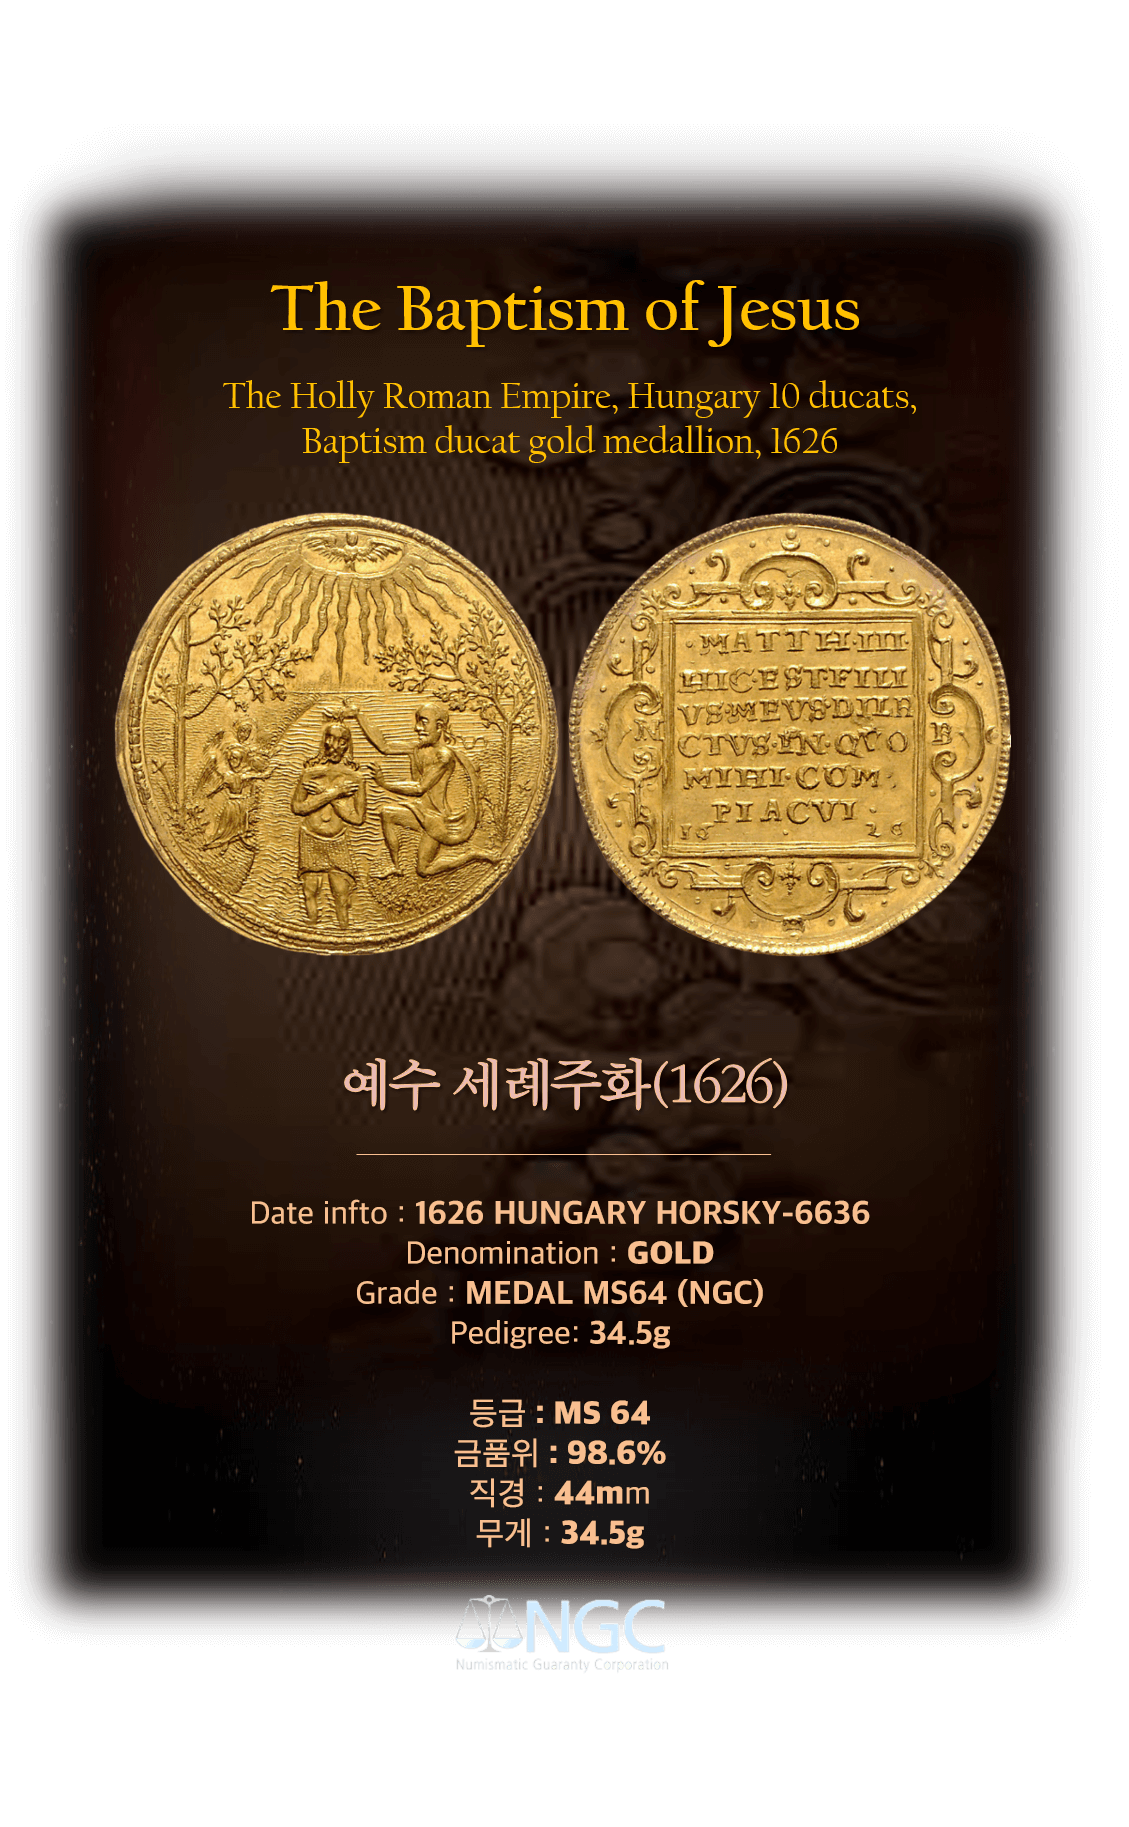 The Baptism of Jesus
The Holly Roman Empire, Hungary 10 ducats,
Baptism ducat gold medallion, 1626
·MATTH·III·
HIC·EST·FILI
VS·MEVS·DILE
CTVS·IN·QVO
MIHI·COM·
PIACVI·
16 · 26
N B
예수 세례주화(1626)
Date infto : 1626 HUNGARY HORSKY-6636
Denomination : GOLD
Grade : MEDAL MS64 (NGC)
Pedigree: 34.5g
등급 : MS 64
금품위 : 98.6%
직경 : 44mm
무게 : 34.5g
NGC
Numismatic Guaranty Corporation